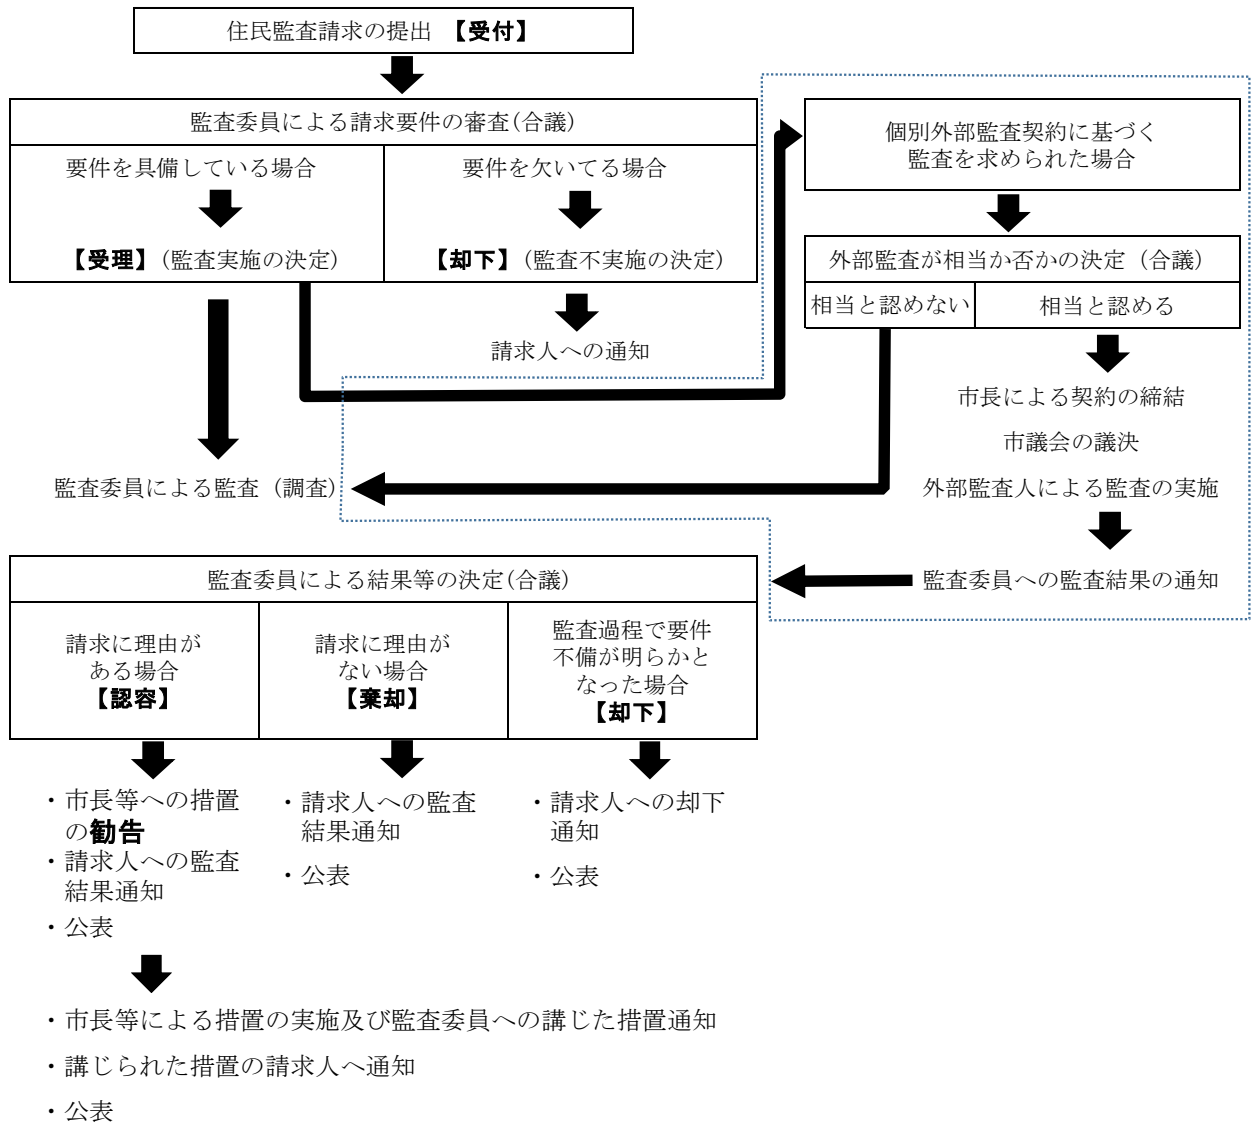 住民監査請求の提出 【受付】
監査委員による請求要件の審査(合議)
要件を具備している場合
【受理】(監査実施の決定)
要件を欠いてる場合
【却下】(監査不実施の決定)
請求人への通知
個別外部監査契約に基づく
監査を求められた場合
外部監査が相当か否かの決定(合議)
相当と認めない
相当と認める
市長による契約の締結
市議会の議決
外部監査人による監査の実施
監査委員への監査結果の通知
監査委員による監査(調査)
監査委員による結果等の決定(合議)
請求に理由が
ある場合
【認容】
請求に理由が
ない場合
【棄却】
監査過程で要件
不備が明らかと
なった場合
【却下】
・市長等への措置
の勧告
・請求人への監査
結果通知
・公表
・請求人への監査
結果通知
・公表
・請求人への却下
通知
・公表
・市長等による措置の実施及び監査委員への講じた措置通知
・講じられた措置の請求人へ通知
・公表